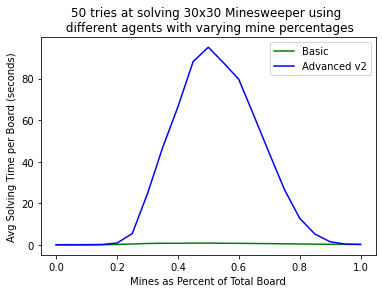 50 tries at solving 30x30 Minesweeper using
different agents with varying mine percentages
Basic
Advanced v2
Avg Solving Time per Board (seconds)
80
60
40
20
0
0.0 0.2 0.4 0.6 0.8 1.0
Mines as Percent of Total Board